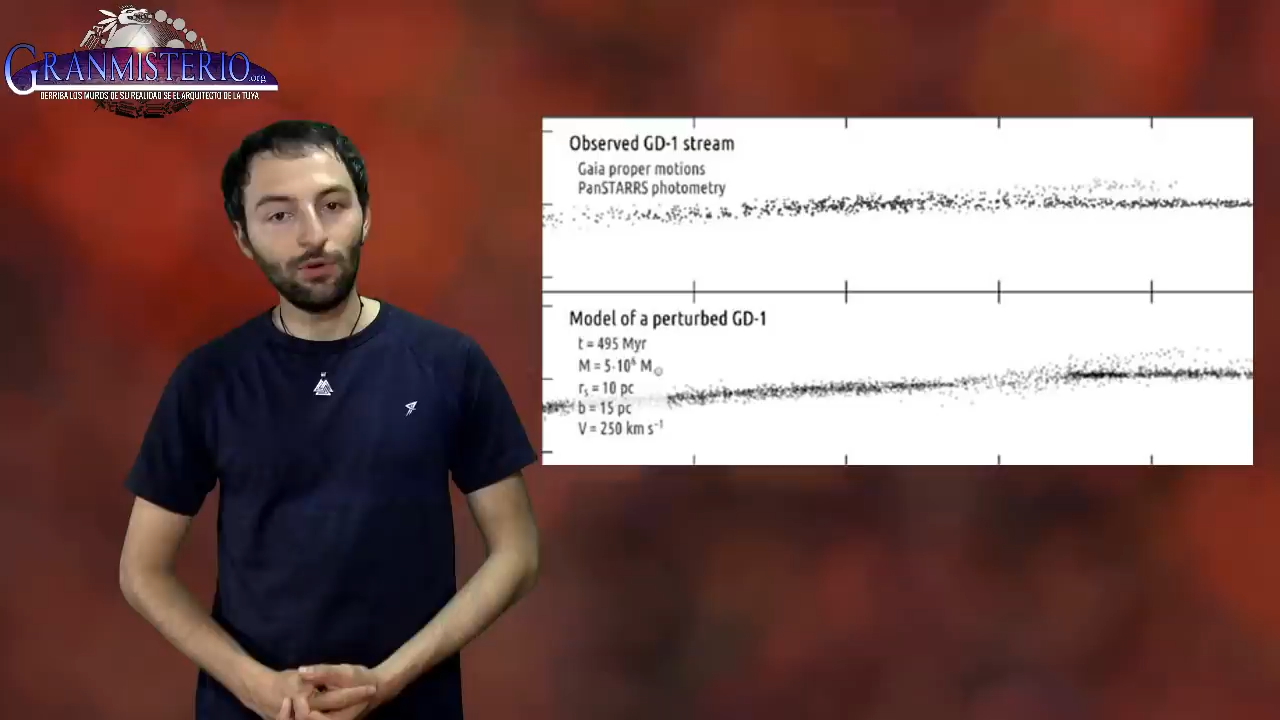 GRANMISTERIO.org
DERRIBA LOS MUROS DE SU REALIDAD SE EL ARQUITECTO DE LA TUYA
Observed GD-1 stream
Gaia proper motions
PanSTARRS photometry
Model of a perturbed GD-1
t = 495 Myr
M = 5·10⁶ M☉
rₛ = 10 pc
b = 15 pc
V = 250 km s⁻¹